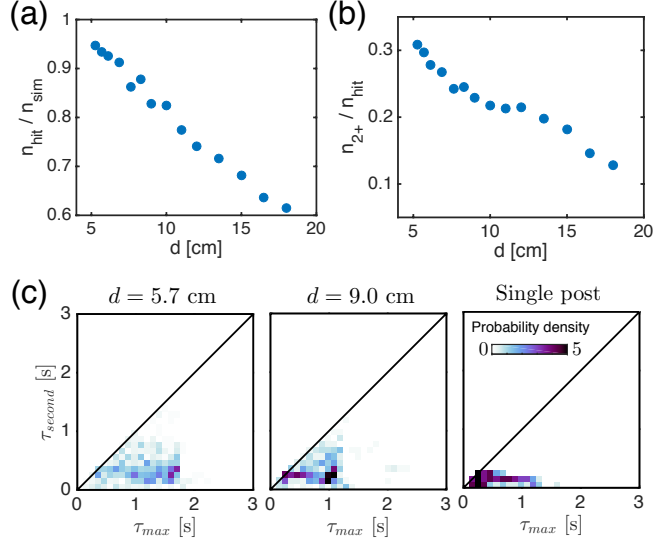 (a)
1
0.9
0.8
0.7
0.6
n_hit / n_sim
5 10 15 20
d [cm]
(b)
0.3
0.2
0.1
n_2+ / n_hit
5 10 15 20
d [cm]
(c)
d = 5.7 cm
3
2
1
0
τ_second [s]
0 1 2 3
τ_max [s]
d = 9.0 cm
0 1 2 3
τ_max [s]
Single post
Probability density
0 5
0 1 2 3
τ_max [s]